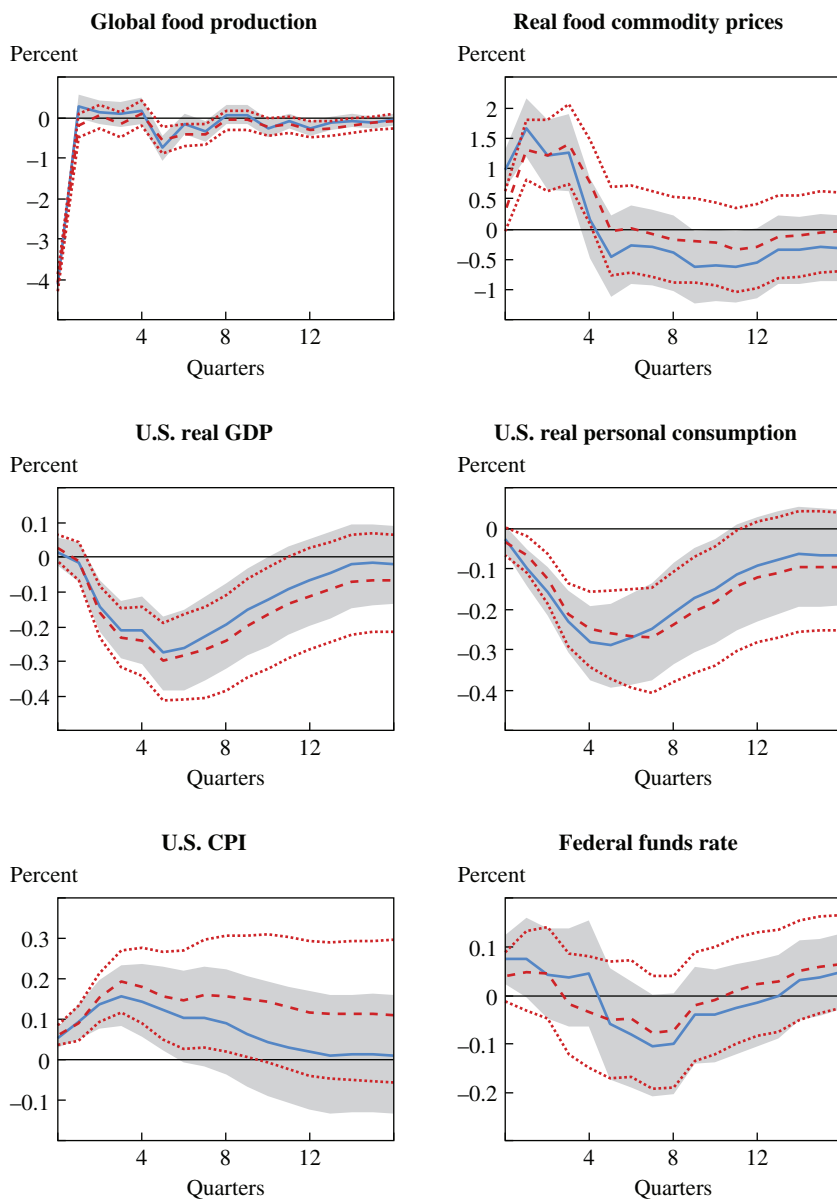 Global food production
Percent
0
–1
–2
–3
–4
4 8 12
Quarters
Real food commodity prices
Percent
2
1.5
1
0.5
0
–0.5
–1
4 8 12
Quarters
U.S. real GDP
Percent
0.1
0
–0.1
–0.2
–0.3
–0.4
4 8 12
Quarters
U.S. real personal consumption
Percent
0
–0.1
–0.2
–0.3
–0.4
4 8 12
Quarters
U.S. CPI
Percent
0.3
0.2
0.1
0
–0.1
4 8 12
Quarters
Federal funds rate
Percent
0.1
0
–0.1
–0.2
4 8 12
Quarters